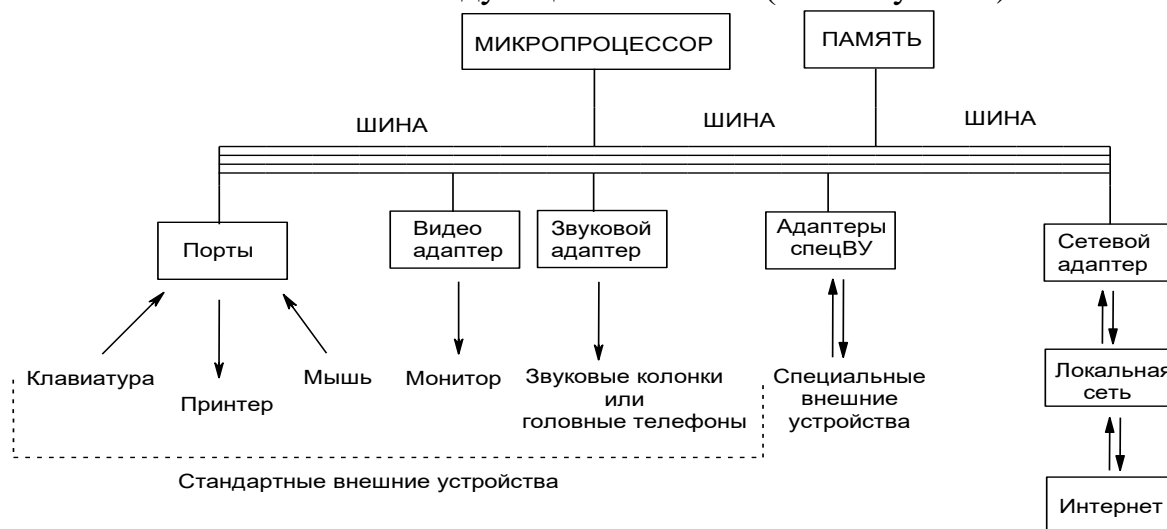 МИКРОПРОЦЕССОР
ПАМЯТЬ
ШИНА
ШИНА
ШИНА
Порты
Видео
адаптер
Звуковой
адаптер
Адаптеры
спецВУ
Сетевой
адаптер
Клавиатура
Принтер
Мышь
Монитор
Звуковые колонки
или
головные телефоны
Специальные
внешние
устройства
Локальная
сеть
Стандартные внешние устройства
Интернет